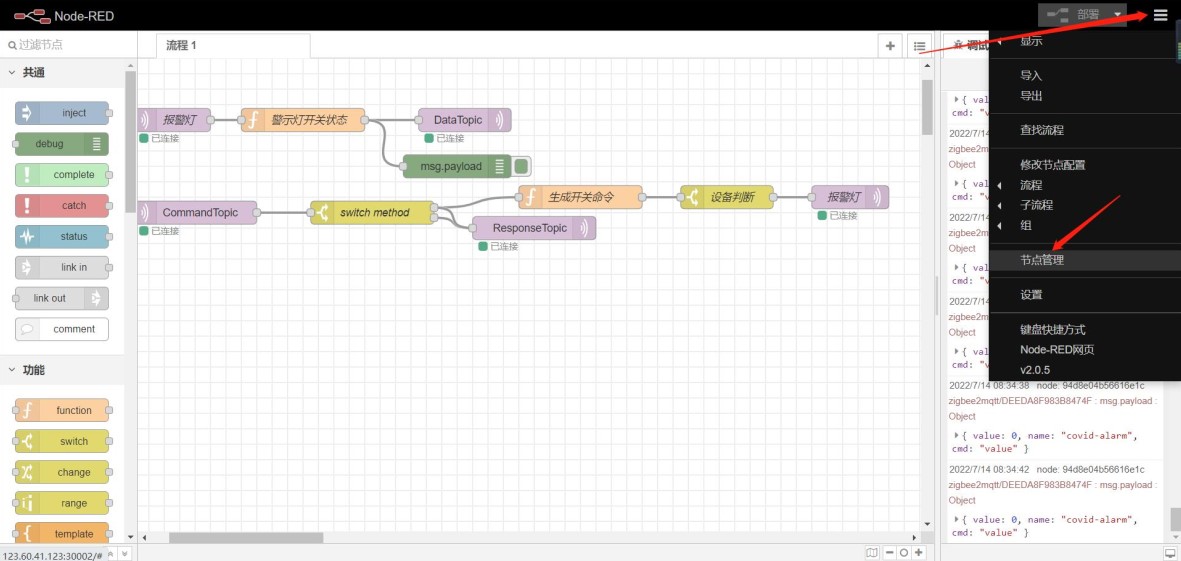 Node-RED
部署
过滤节点
流程 1
调试
显示
共通
导入
导出
inject
debug
complete
catch
status
link in
link out
comment
报警灯
已连接
警示灯开关状态
DataTopic
已连接
msg.payload
CommandTopic
已连接
switch method
生成开关命令
设备判断
报警灯
已连接
ResponseTopic
已连接
查找流程
修改节点配置
流程
子流程
组
节点管理
设置
键盘快捷方式
Node-RED网页
v2.0.5
功能
function
switch
change
range
template
123.60.41.123:30002/#
{ val
cmd: "v
2022/7/14
zigbee2m
Object
{ val
cmd: "v
2022/7/14
zigbee2m
Object
{ val
cmd: "v
2022/7/14
zigbee2m
Object
{ val
cmd: "v
2022/7/14 08:34:38 node: 94d8e04b56616e1c
zigbee2mqtt/DEEDA8F983B8474F : msg.payload :
Object
{ value: 0, name: "covid-alarm",
cmd: "value" }
2022/7/14 08:34:42 node: 94d8e04b56616e1c
zigbee2mqtt/DEEDA8F983B8474F : msg.payload :
Object
{ value: 0, name: "covid-alarm",
cmd: "value" }